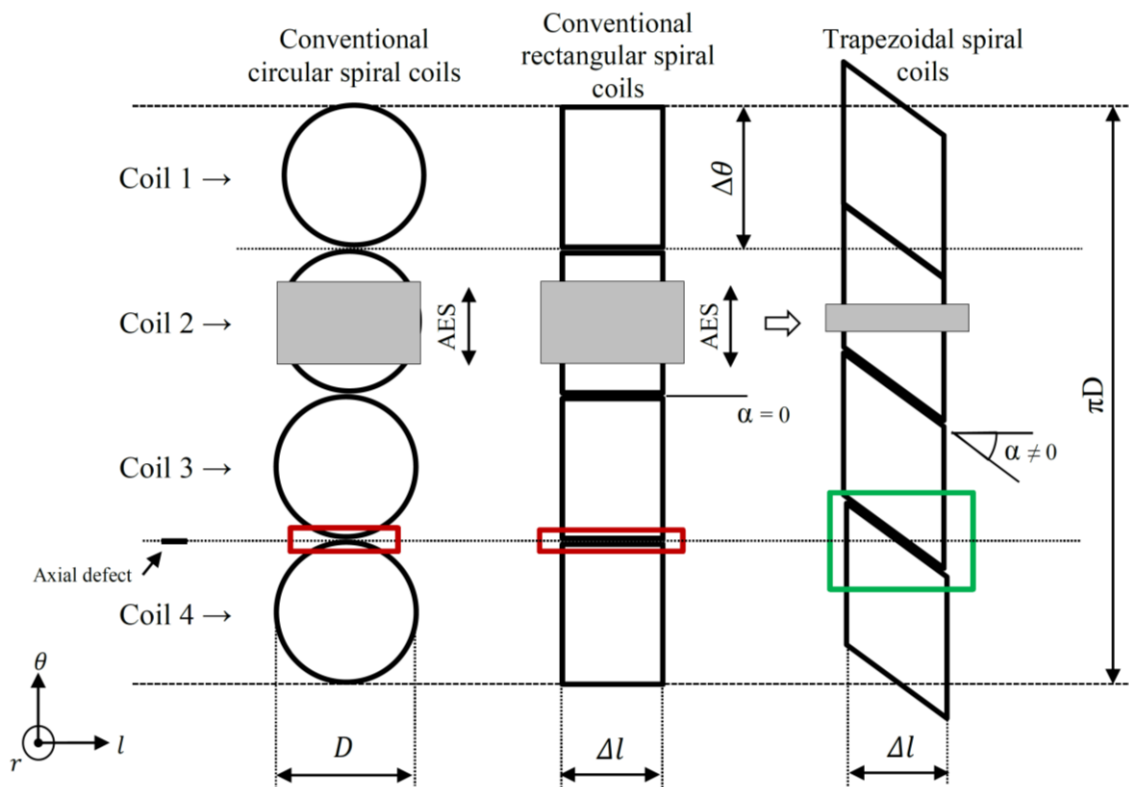 Conventional
circular spiral coils
Conventional
rectangular spiral
coils
Trapezoidal spiral
coils
Coil 1 →
Δθ
Coil 2 →
AES
AES
πD
α = 0
α ≠ 0
Coil 3 →
Axial defect
Coil 4 →
θ
r
l
D
Δl
Δl